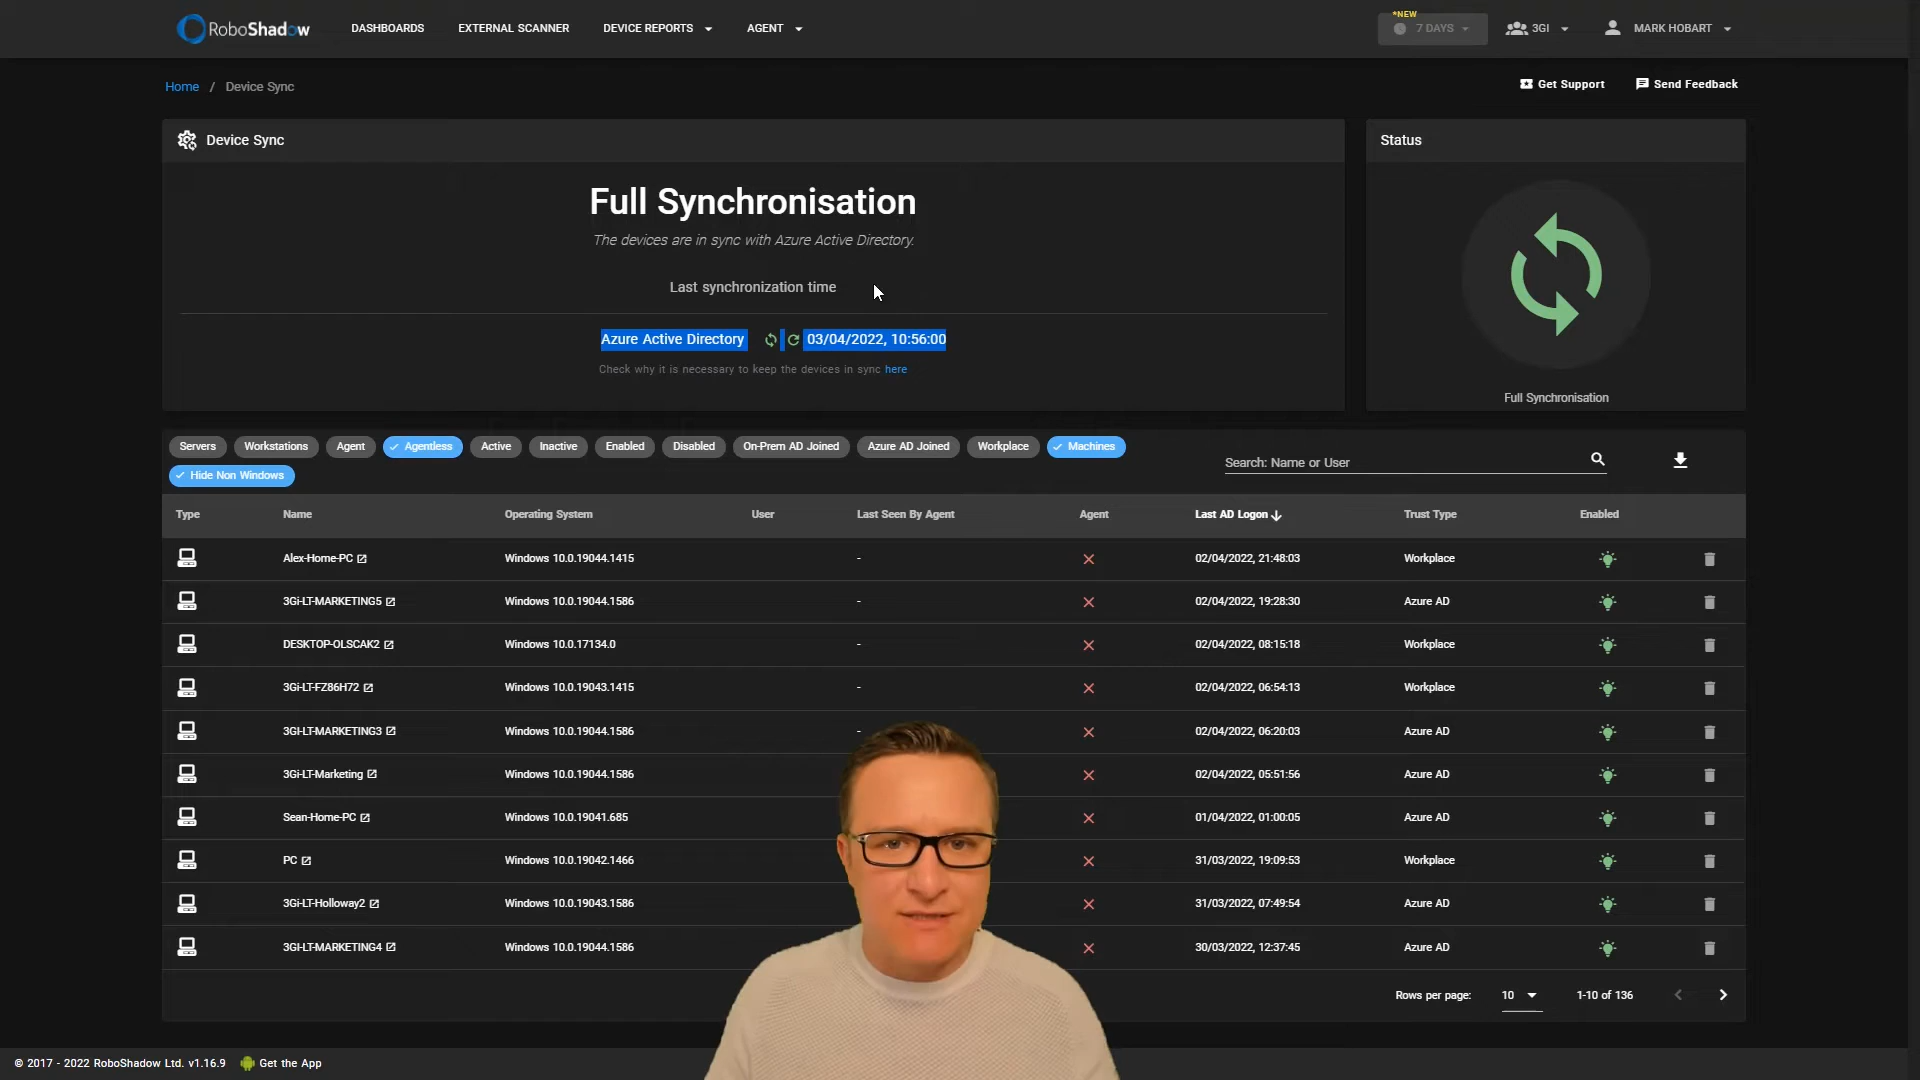 RoboShadow
DASHBOARDS
EXTERNAL SCANNER
DEVICE REPORTS
AGENT
*NEW
7 DAYS
3GI
MARK HOBART
Home / Device Sync
Get Support
Send Feedback
Device Sync
Full Synchronisation
The devices are in sync with Azure Active Directory.
Last synchronization time
Azure Active Directory 03/04/2022, 10:56:00
Check why it is necessary to keep the devices in sync here
Status
Full Synchronisation
Servers Workstations Agent Agentless Active Inactive Enabled Disabled On-Prem AD Joined Azure AD Joined Workplace Machines
Hide Non Windows
Search: Name or User
Type Name Operating System User Last Seen By Agent Agent Last AD Logon Trust Type Enabled
Alex-Home-PC Windows 10.0.19044.1415 - 02/04/2022, 21:48:03 Workplace
3Gi-LT-MARKETING5 Windows 10.0.19044.1586 - 02/04/2022, 19:28:30 Azure AD
DESKTOP-OLSCAK2 Windows 10.0.17134.0 - 02/04/2022, 08:15:18 Workplace
3Gi-LT-FZ86H72 Windows 10.0.19043.1415 - 02/04/2022, 06:54:13 Workplace
3GI-LT-MARKETING3 Windows 10.0.19044.1586 - 02/04/2022, 06:20:03 Azure AD
3Gi-LT-Marketing Windows 10.0.19044.1586 02/04/2022, 05:51:56 Azure AD
Sean-Home-PC Windows 10.0.19041.685 01/04/2022, 01:00:05 Azure AD
PC Windows 10.0.19042.1466 31/03/2022, 19:09:53 Workplace
3Gi-LT-Holloway2 Windows 10.0.19043.1586 31/03/2022, 07:49:54 Azure AD
3GI-LT-MARKETING4 Windows 10.0.19044.1586 30/03/2022, 12:37:45 Azure AD
Rows per page: 10 1-10 of 136
© 2017 - 2022 RoboShadow Ltd. v1.16.9 Get the App